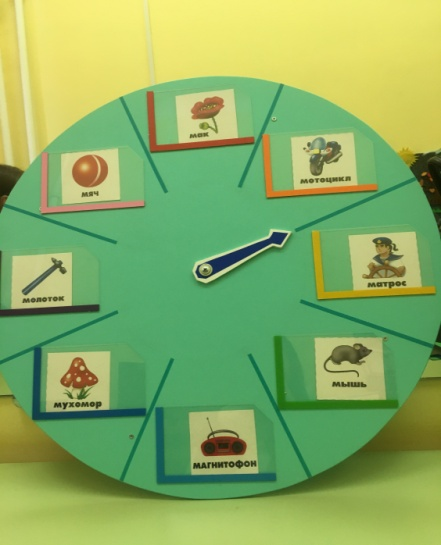 мак
мотоцикл
матрос
мышь
магнитофон
мухомор
молоток
мяч